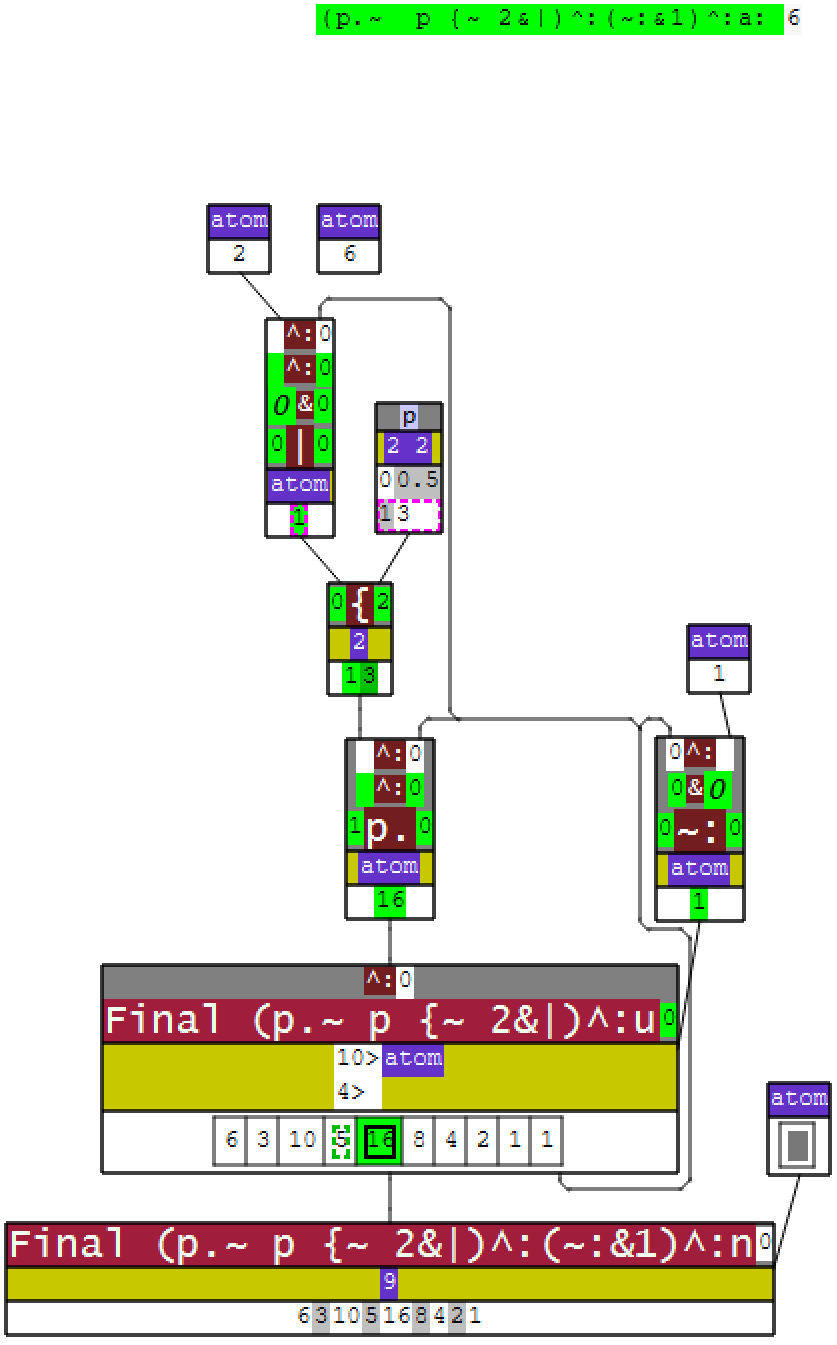 (p.~ p {~ 2&|)^:(~:&1)^:a: 6
atom atom
2 6
^: 0
^: 0
0 & 0
0 | 0
atom
1
p
2 2
0 0.5
1 3
0 { 2
2
1 3
atom
1
^: 0
^: 0
1 p. 0
atom
16
0 ^:
0 & 0
0 ~: 0
atom
1
^: 0
Final (p.~ p {~ 2&|)^:u 0
10> atom
4>
6 3 10 5 16 8 4 2 1 1
atom
Final (p.~ p {~ 2&|)^:(~:&1)^:n 0
9
6 3 10 5 16 8 4 2 1